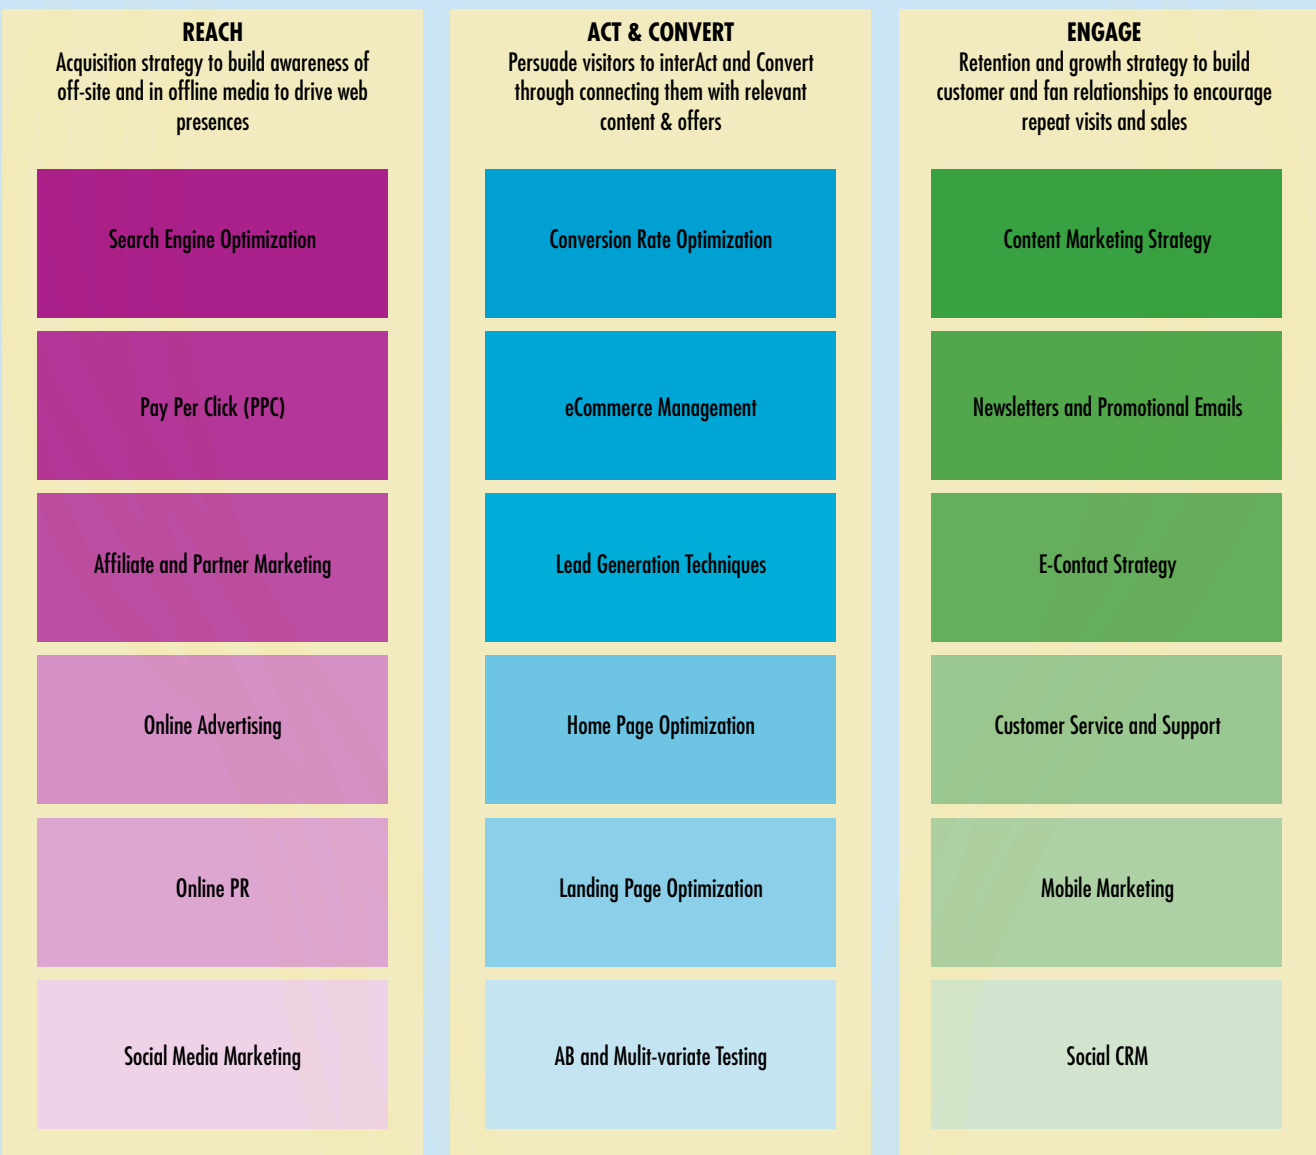 REACH
Acquisition strategy to build awareness of
off-site and in offline media to drive web
presences
Search Engine Optimization
Pay Per Click (PPC)
Affiliate and Partner Marketing
Online Advertising
Online PR
Social Media Marketing
ACT & CONVERT
Persuade visitors to interAct and Convert
through connecting them with relevant
content & offers
Conversion Rate Optimization
eCommerce Management
Lead Generation Techniques
Home Page Optimization
Landing Page Optimization
AB and Mulit-variate Testing
ENGAGE
Retention and growth strategy to build
customer and fan relationships to encourage
repeat visits and sales
Content Marketing Strategy
Newsletters and Promotional Emails
E-Contact Strategy
Customer Service and Support
Mobile Marketing
Social CRM